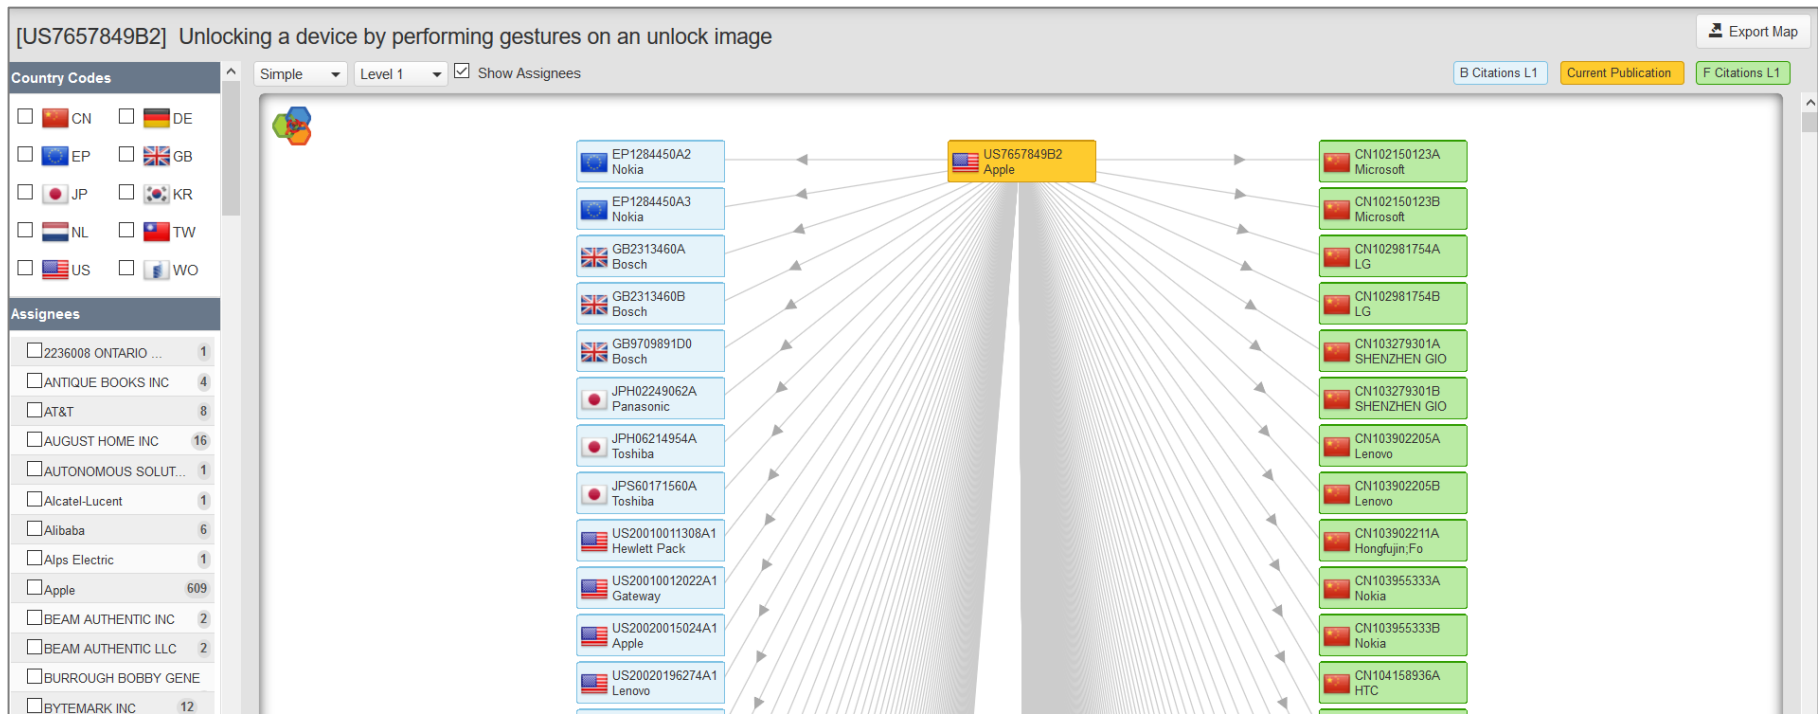 [US7657849B2] Unlocking a device by performing gestures on an unlock image
Export Map
Country Codes
Simple
Level 1
Show Assignees
B Citations L1
Current Publication
F Citations L1
CN
DE
EP
GB
JP
KR
NL
TW
US
WO
Assignees
2236008 ONTARIO ... 1
ANTIQUE BOOKS INC 4
AT&T 8
AUGUST HOME INC 16
AUTONOMOUS SOLUT... 1
Alcatel-Lucent 1
Alibaba 6
Alps Electric 1
Apple 609
BEAM AUTHENTIC INC 2
BEAM AUTHENTIC LLC 2
BURROUGH BOBBY GENE
BYTEMARK INC 12
EP1284450A2
Nokia
EP1284450A3
Nokia
GB2313460A
Bosch
GB2313460B
Bosch
GB9709891D0
Bosch
JPH02249062A
Panasonic
JPH06214954A
Toshiba
JPS60171560A
Toshiba
US20010011308A1
Hewlett Pack
US20010012022A1
Gateway
US20020015024A1
Apple
US20020196274A1
Lenovo
US7657849B2
Apple
CN102150123A
Microsoft
CN102150123B
Microsoft
CN102981754A
LG
CN102981754B
LG
CN103279301A
SHENZHEN GIO
CN103279301B
SHENZHEN GIO
CN103902205A
Lenovo
CN103902205B
Lenovo
CN103902211A
Hongfujin;Fo
CN103955333A
Nokia
CN103955333B
Nokia
CN104158936A
HTC